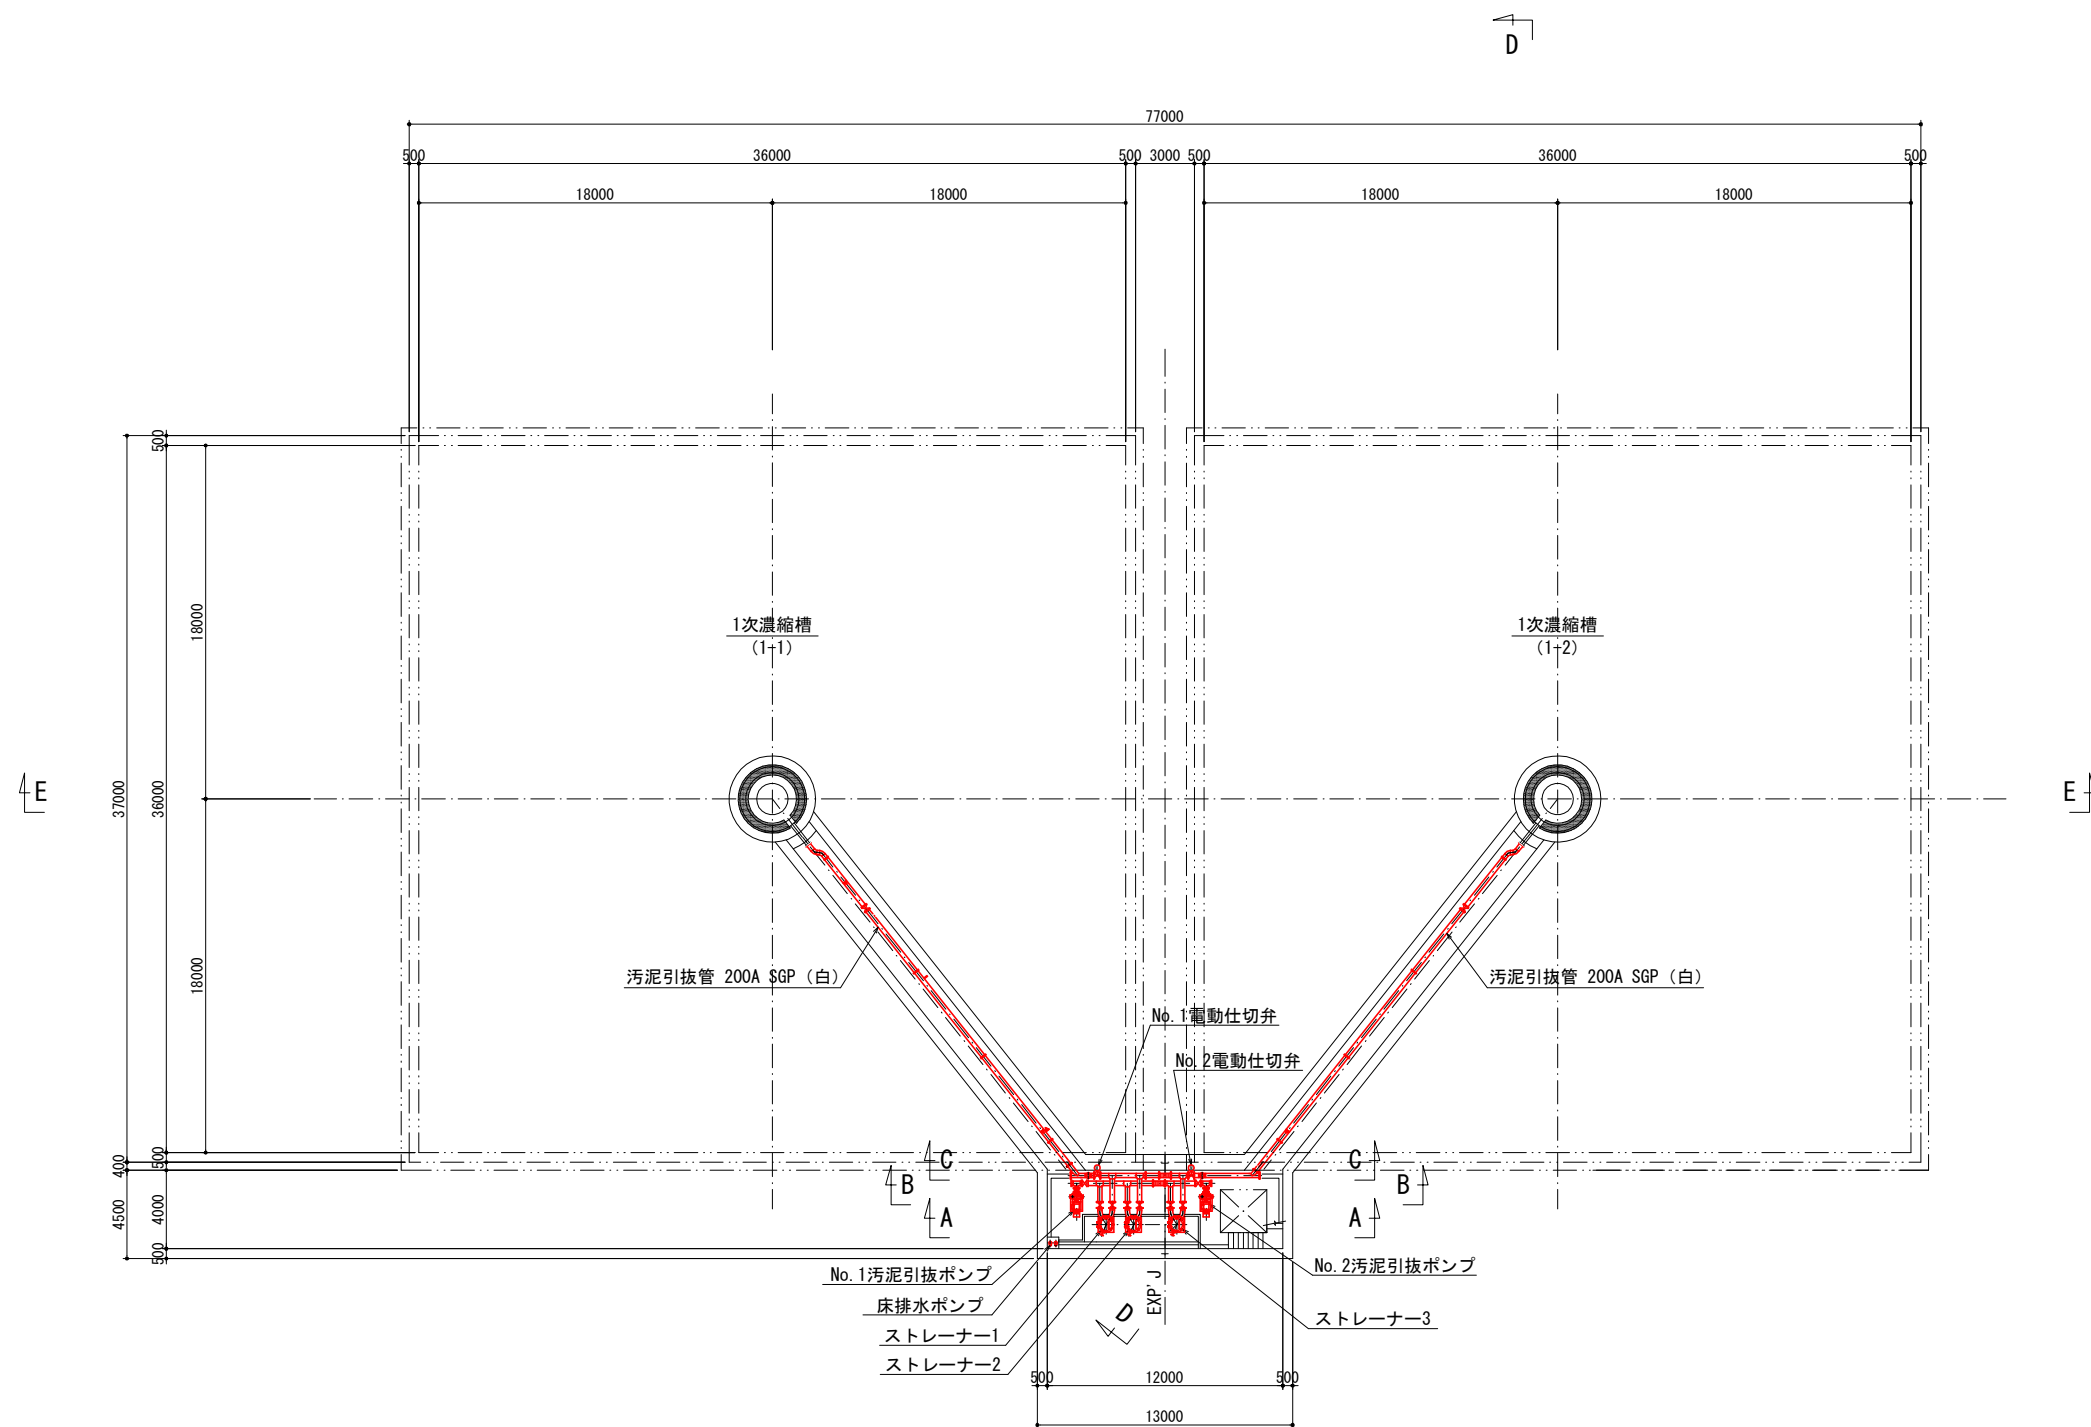 D
77000
500
36000
500
3000
500
36000
500
18000
18000
18000
18000
500
18000
37000
36000
18000
400
500
4500
4000
500
1次濃縮槽
(1-1)
1次濃縮槽
(1-2)
E
E
汚泥引抜管 200A SGP (白)
汚泥引抜管 200A SGP (白)
No.1電動仕切弁
No.2電動仕切弁
C
C
B
B
A
A
No.1汚泥引抜ポンプ
床排水ポンプ
ストレーナー1
ストレーナー2
No.2汚泥引抜ポンプ
ストレーナー3
EXP'J
D
500
12000
500
13000